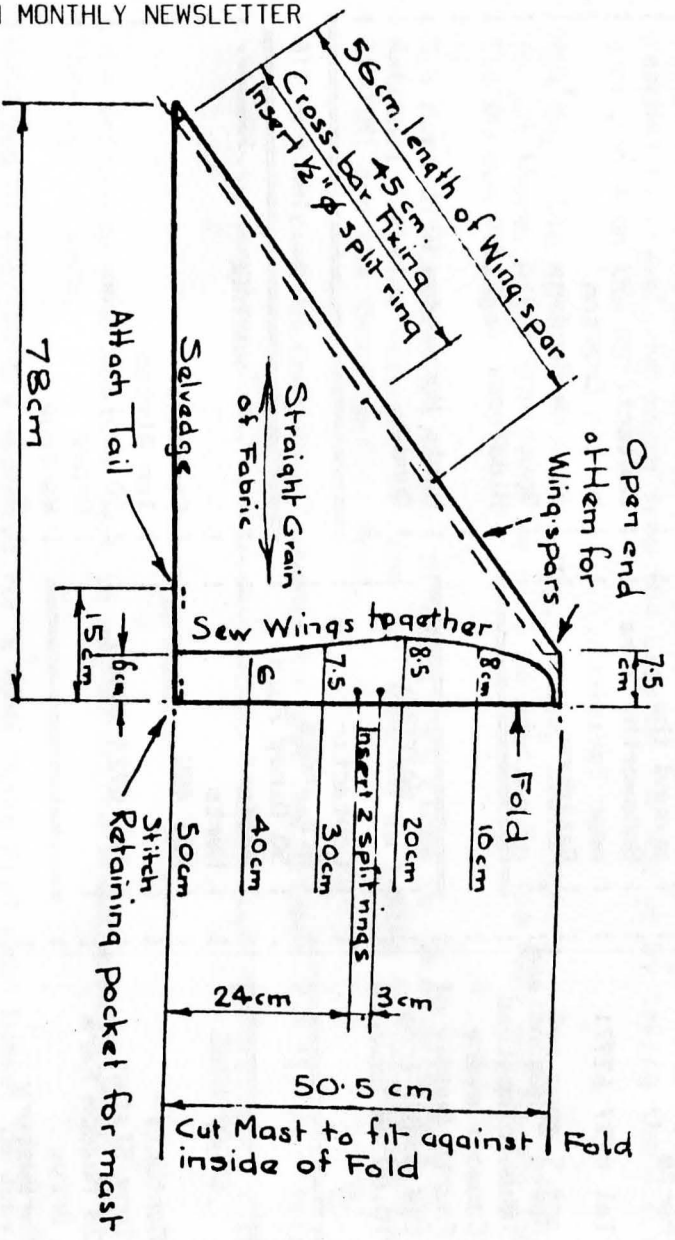 MONTHLY NEWSLETTER
56cm. length
of Wing-spar
45cm.
Cross-bar Fixing
Insert 1/2" ϕ split-ring
Open end
of Hem for
Wing-spars
7.5
cm
78cm
Attach Tail
Selvedge
Straight Grain
of Fabric
15
cm
6cm
Sew Wings together
6
7.5
8.5
8cm
Fold
Insert 2 split rings
50cm
40cm
30cm
20cm
10cm
Stitch
Retaining pocket for mast
24cm
3cm
50.5 cm
Cut Mast to fit against
inside of Fold
Fold